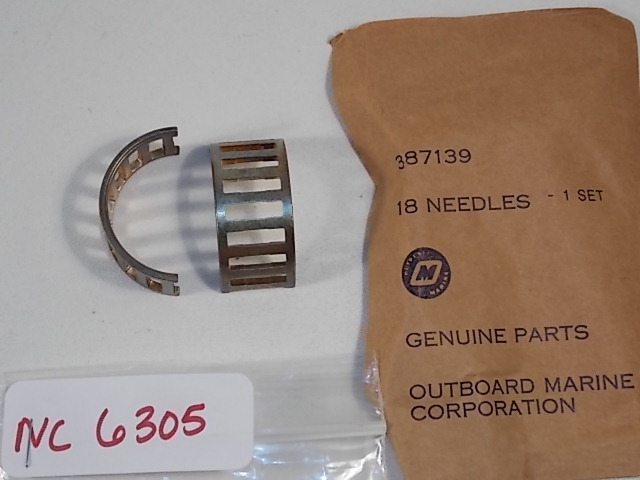 387139
18 NEEDLES - 1 SET
M
GENUINE PARTS
OUTBOARD MARINE
CORPORATION
NC 6305